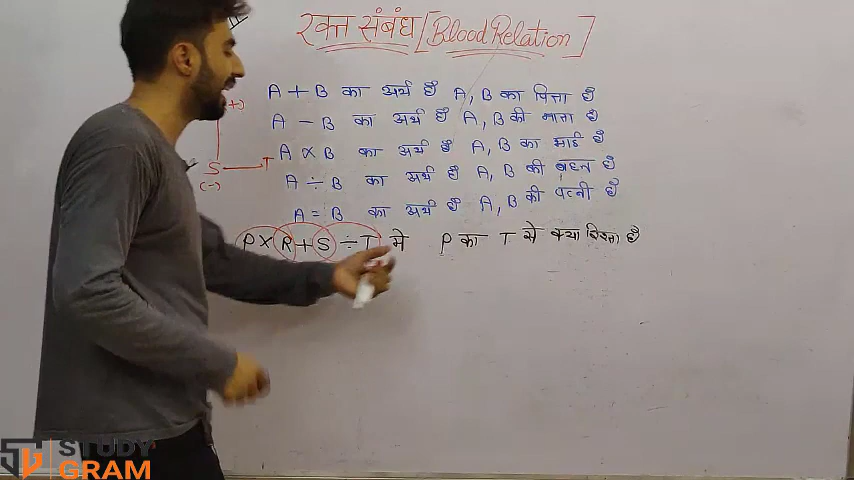 रक्त संबंध [Blood Relation]
A + B का अर्थ है A, B का पिता है
A - B का अर्थ है A, B की माता है
A × B का अर्थ है A, B का भाई है
A ÷ B का अर्थ है A, B की बहन है
A = B का अर्थ है A, B की पत्नी है
P × R + S ÷ T मे P का T से क्या रिश्ता है
(+)
S T
(-)
STUDY
GRAM